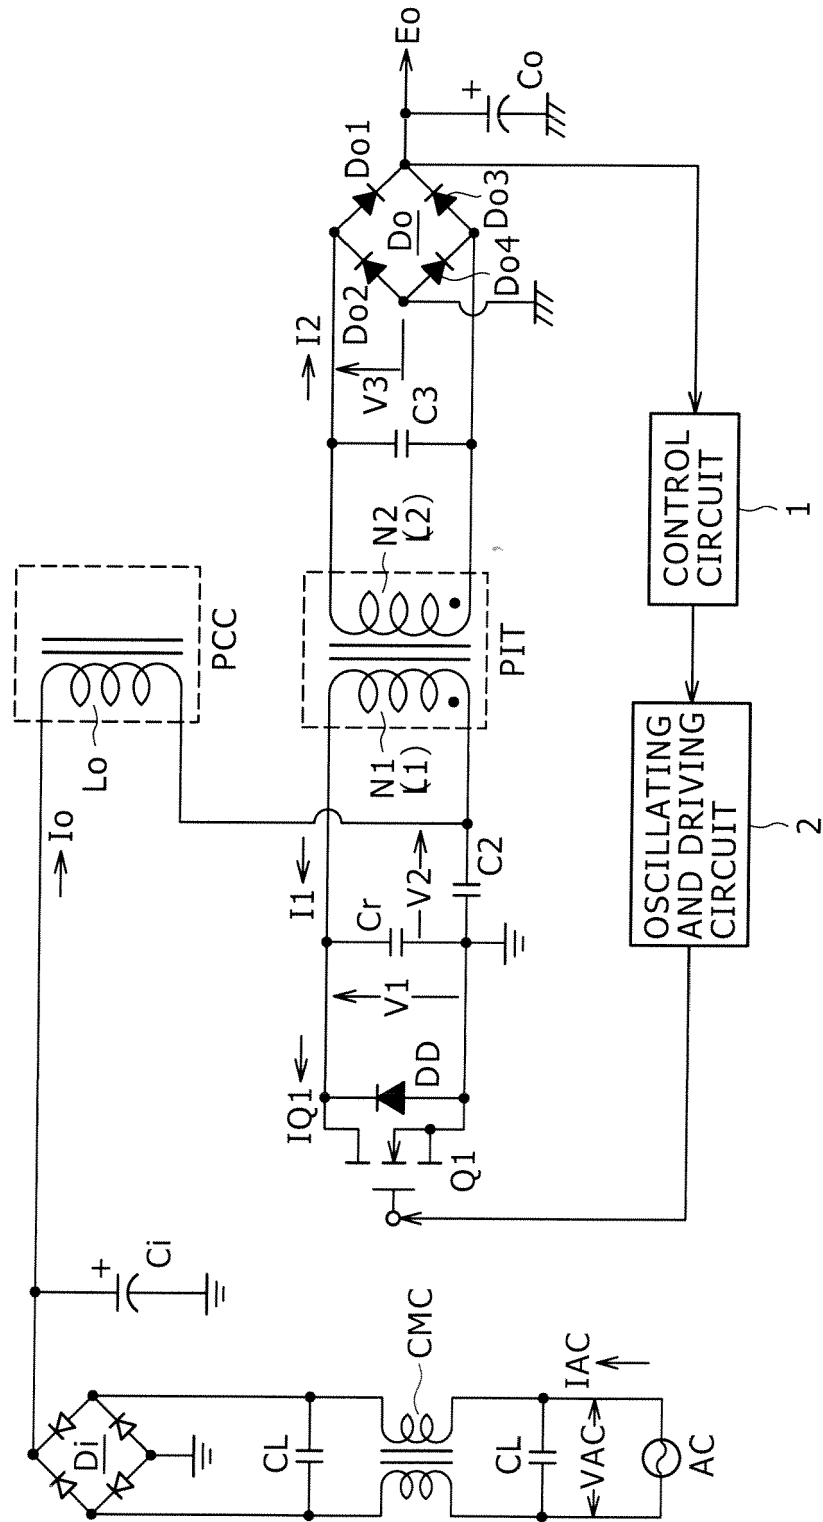 Di
CL
CMC
CL
AC
VAC
IAC
Ci
+
Io
Lo
PCC
IQ1
Q1
DD
V1
Cr
I1
V2
C2
N1
(L1)
PIT
N2
(L2)
C3
V3
I2
Do2
Do4
Do
Do1
Do3
+
Co
Eo
CONTROL
CIRCUIT
1
OSCILLATING
AND DRIVING
CIRCUIT
2